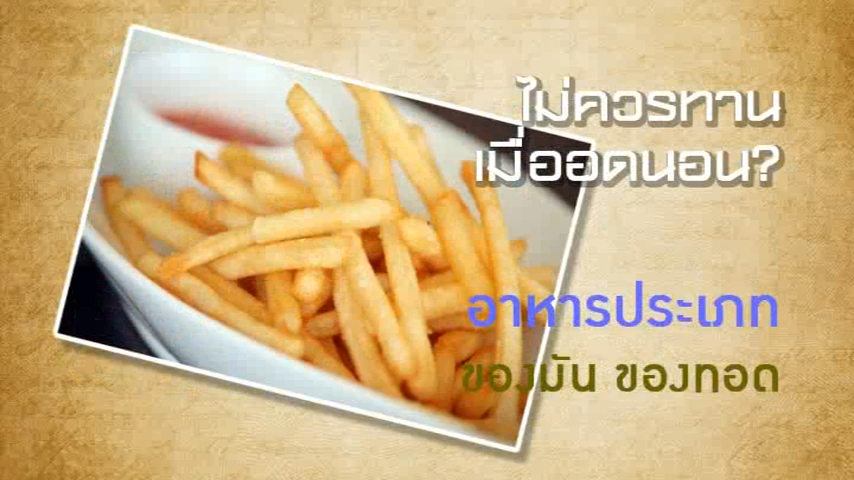 ไม่ควรทาน
เมื่ออดนอน?
อาหารประเภท
ของมัน ของทอด